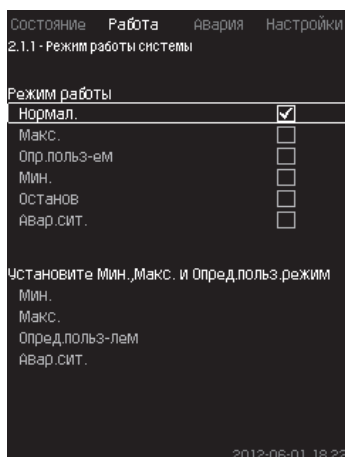 Состояние Работа Авария Настройки
2.1.1 - Режим работы системы
Режим работы
Нормал.
Макс.
Опр.польз-ем
Мин.
Останов
Авар.сит.
Установите Мин.,Макс. и Опред.польз.режим
Мин.
Макс.
Опред.польз-лем
Авар.сит.
2012-06-01 18:22